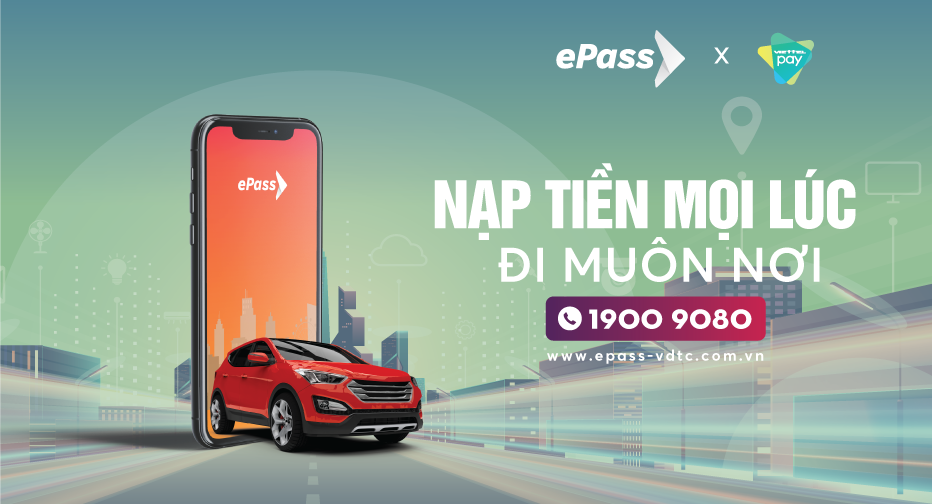 ePass X viettel pay
ePass
NẠP TIỀN MỌI LÚC
ĐI MUÔN NƠI
1900 9080
www.epass-vdtc.com.vn